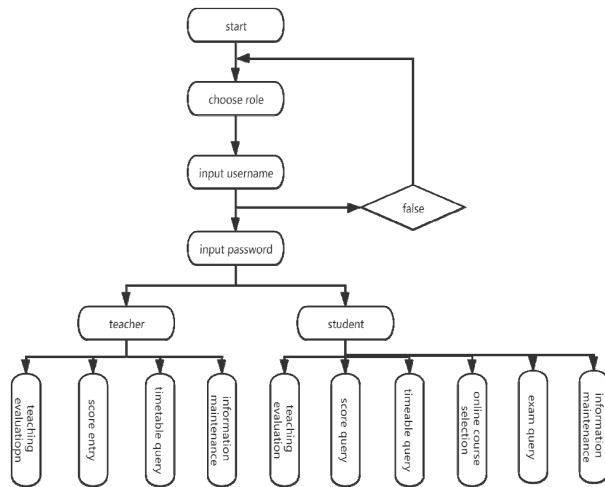 start
choose role
input username
false
input password
teacher
student
teaching
evaluatiopn
score entry
timetable query
information
maintenance
teaching
evaluation
score query
timeable query
online course
selection
exam query
information
maintenance